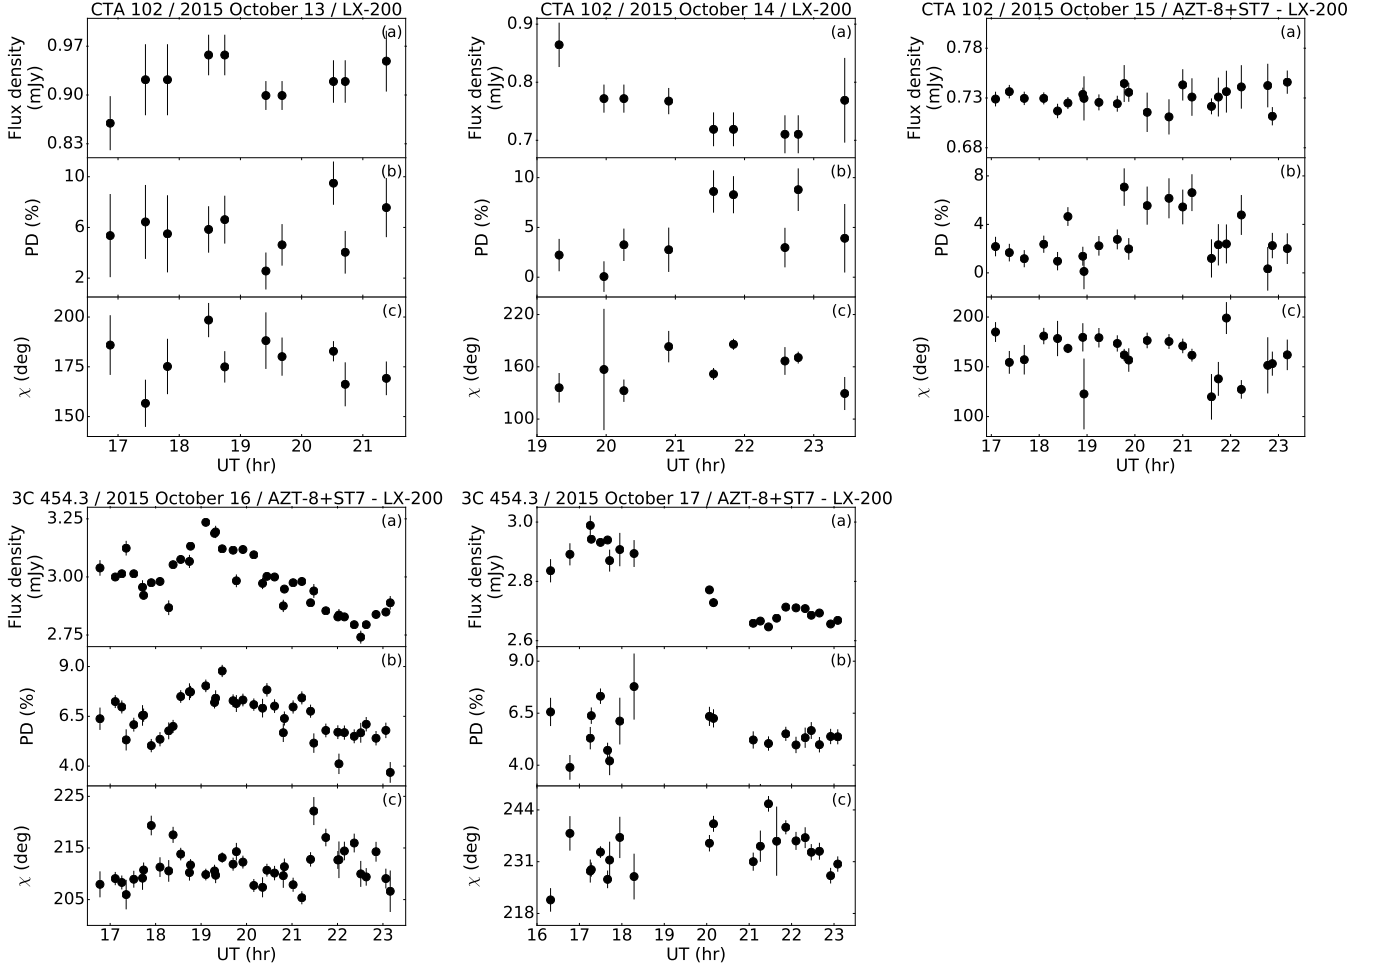 CTA 102 / 2015 October 13 / LX-200
Flux density
(mJy)
(a)
0.97
0.90
0.83
PD (%)
(b)
10
6
2
χ (deg)
(c)
200
175
150
17 18 19 20 21
UT (hr)
CTA 102 / 2015 October 14 / LX-200
Flux density
(mJy)
(a)
0.9
0.8
0.7
PD (%)
(b)
10
5
0
χ (deg)
(c)
220
160
100
19 20 21 22 23
UT (hr)
CTA 102 / 2015 October 15 / AZT-8+ST7 - LX-200
Flux density
(mJy)
(a)
0.78
0.73
0.68
PD (%)
(b)
8
4
0
χ (deg)
(c)
200
150
100
17 18 19 20 21 22 23
UT (hr)
3C 454.3 / 2015 October 16 / AZT-8+ST7 - LX-200
Flux density
(mJy)
(a)
3.25
3.00
2.75
PD (%)
(b)
9.0
6.5
4.0
χ (deg)
(c)
225
215
205
17 18 19 20 21 22 23
UT (hr)
3C 454.3 / 2015 October 17 / AZT-8+ST7 - LX-200
Flux density
(mJy)
(a)
3.0
2.8
2.6
PD (%)
(b)
9.0
6.5
4.0
χ (deg)
(c)
244
231
218
16 17 18 19 20 21 22 23
UT (hr)